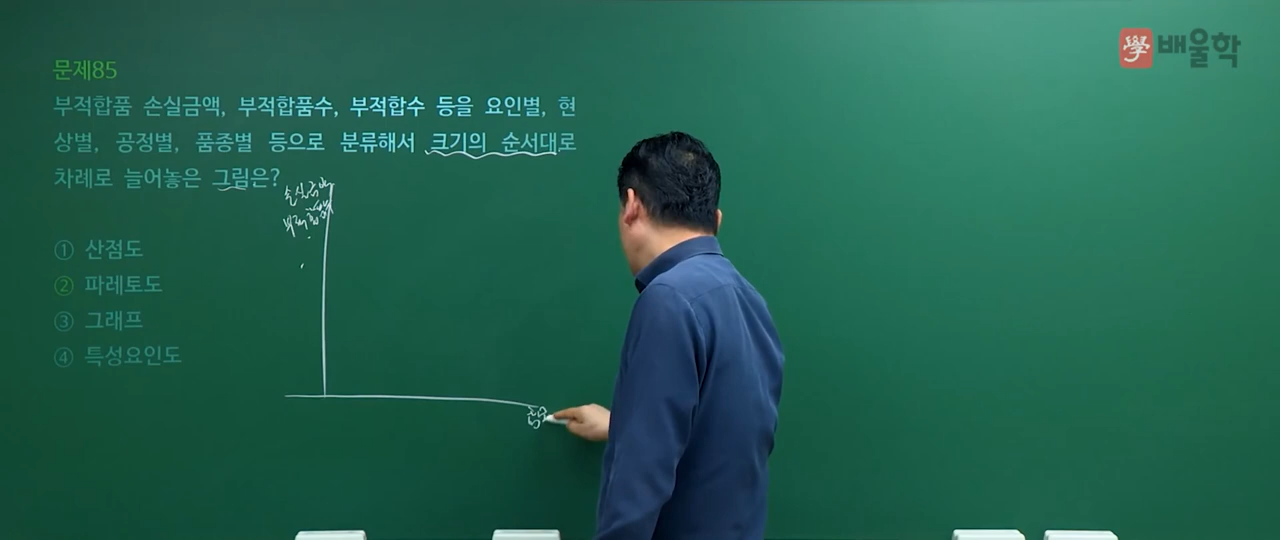 學 배울학
문제85
부적합품 손실금액, 부적합품수, 부적합수 등을 요인별, 현
상별, 공정별, 품종별 등으로 분류해서 크기의 순서대로
차례로 늘어놓은 그림은?
① 산점도
② 파레토도
③ 그래프
④ 특성요인도